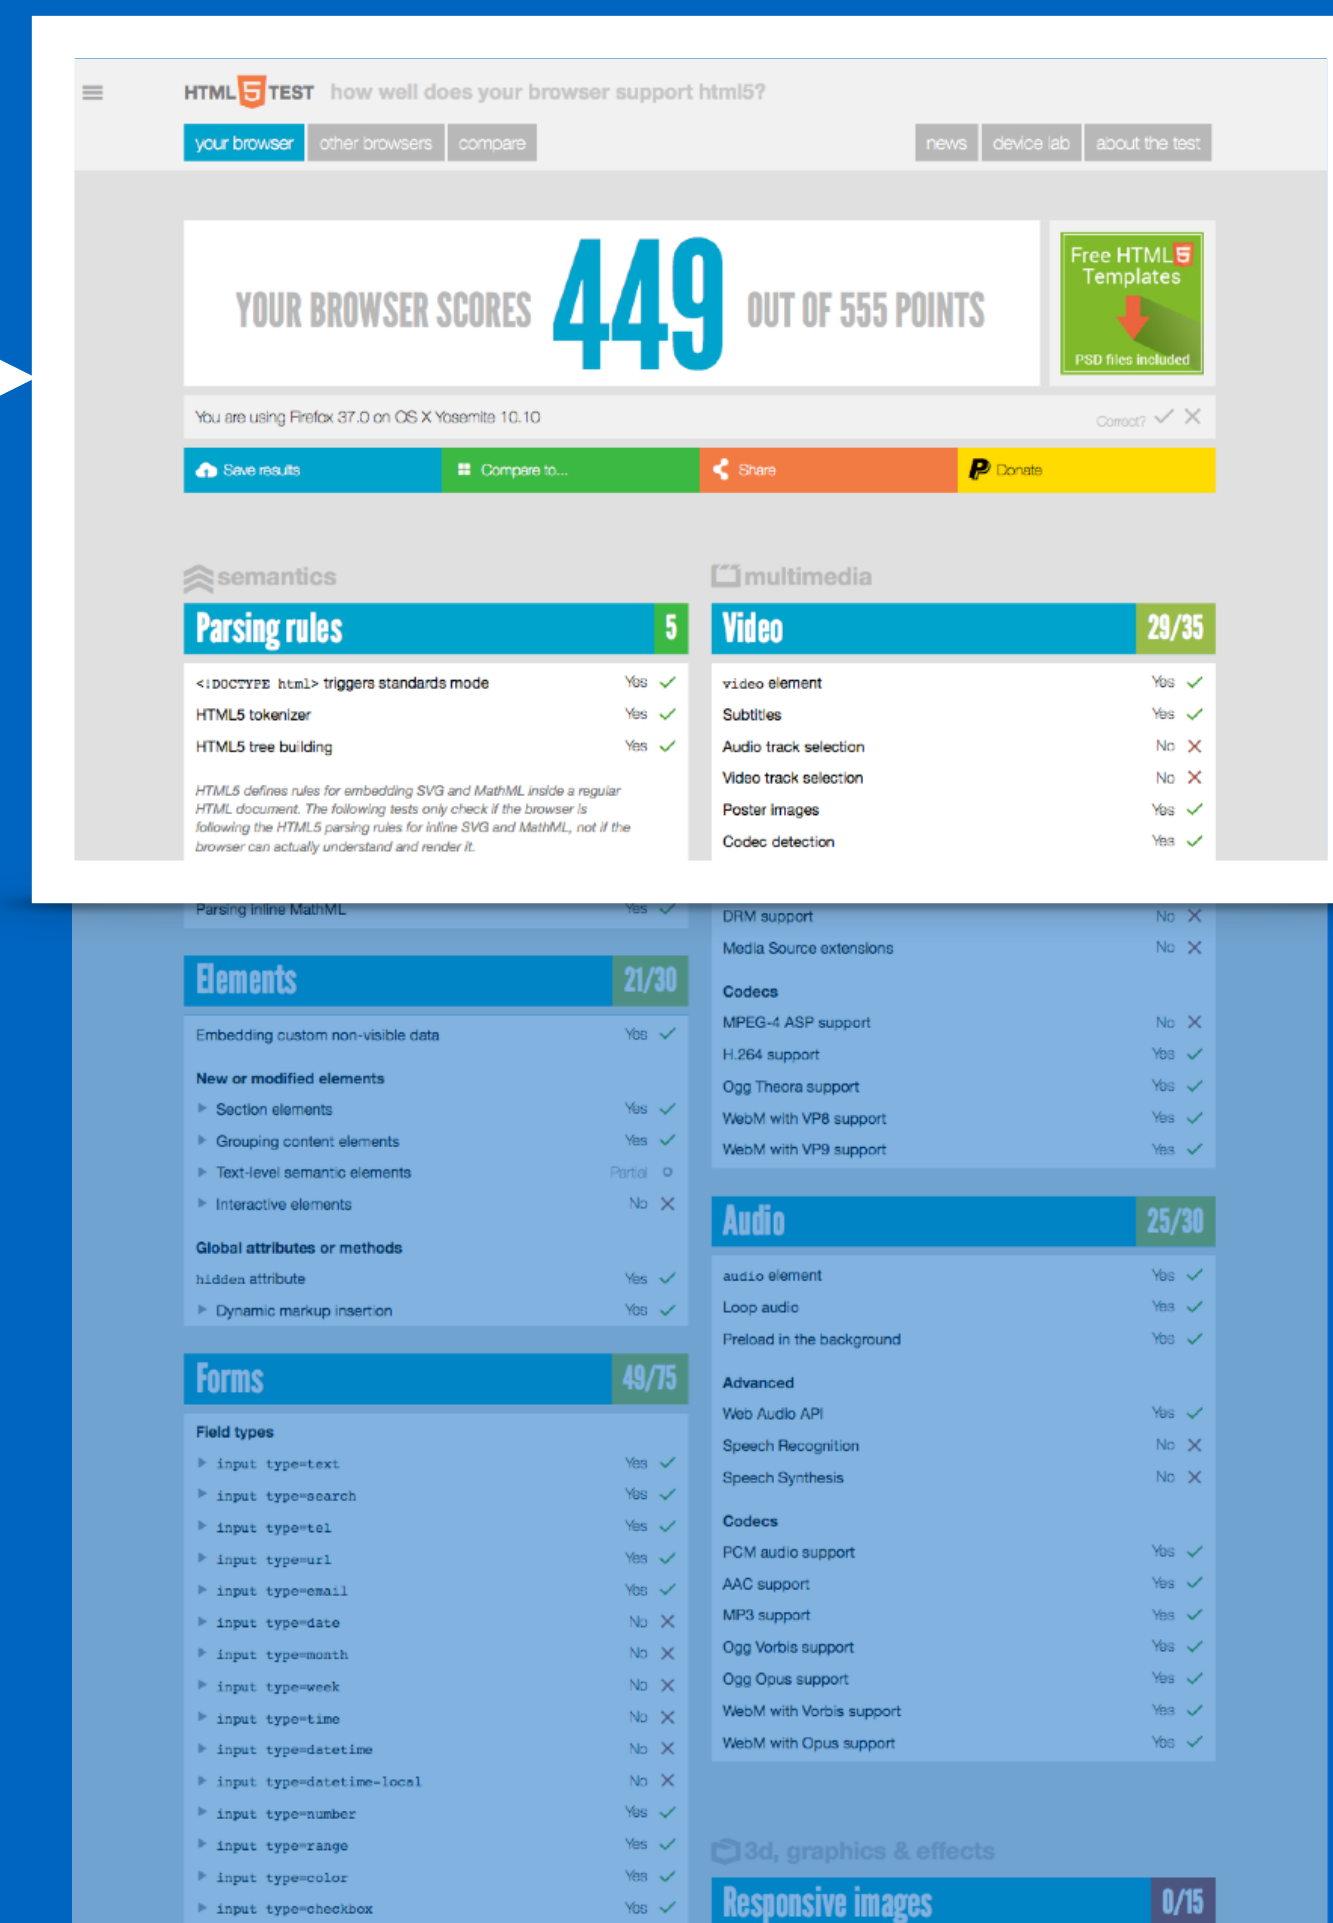 HTML5TEST how well does your browser support html5?
your browser other browsers compare news device lab about the test
YOUR BROWSER SCORES 449 OUT OF 555 POINTS
Free HTML5
Templates
PSD files included
You are using Firefox 37.0 on OS X Yosemite 10.10
Correct?
Save results Compare to... Share Donate
semantics
Parsing rules 5
<!DOCTYPE html> triggers standards mode Yes
HTML5 tokenizer Yes
HTML5 tree building Yes
HTML5 defines rules for embedding SVG and MathML inside a regular
HTML document. The following tests only check if the browser is
following the HTML5 parsing rules for inline SVG and MathML, not if the
browser can actually understand and render it.
Parsing inline MathML Yes
Elements 21/30
Embedding custom non-visible data Yes
New or modified elements
Section elements Yes
Grouping content elements Yes
Text-level semantic elements Partial
Interactive elements No
Global attributes or methods
hidden attribute Yes
Dynamic markup insertion Yes
Forms 49/75
Field types
input type=text Yes
input type=search Yes
input type=tel Yes
input type=url Yes
input type=email Yes
input type=date No
input type=month No
input type=week No
input type=time No
input type=datetime No
input type=datetime-local No
input type=number Yes
input type=range Yes
input type=color Yes
input type=checkbox Yes
multimedia
Video 29/35
video element Yes
Subtitles Yes
Audio track selection No
Video track selection No
Poster images Yes
Codec detection Yes
DRM support No
Media Source extensions No
Codecs
MPEG-4 ASP support No
H.264 support Yes
Ogg Theora support Yes
WebM with VP8 support Yes
WebM with VP9 support Yes
Audio 25/30
audio element Yes
Loop audio Yes
Preload in the background Yes
Advanced
Web Audio API Yes
Speech Recognition No
Speech Synthesis No
Codecs
PCM audio support Yes
AAC support Yes
MP3 support Yes
Ogg Vorbis support Yes
Ogg Opus support Yes
WebM with Vorbis support Yes
WebM with Opus support Yes
3d, graphics & effects
Responsive images 0/15